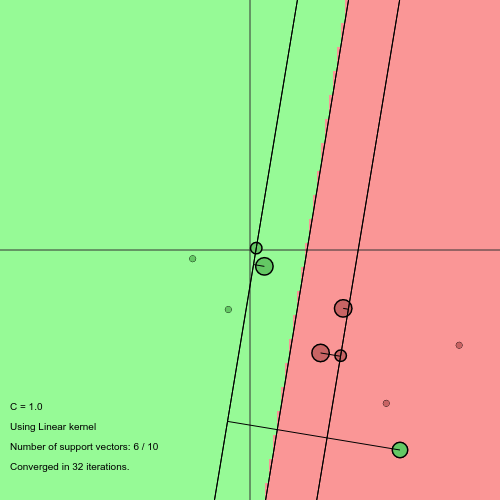 C = 1.0
Using Linear kernel
Number of support vectors: 6 / 10
Converged in 32 iterations.